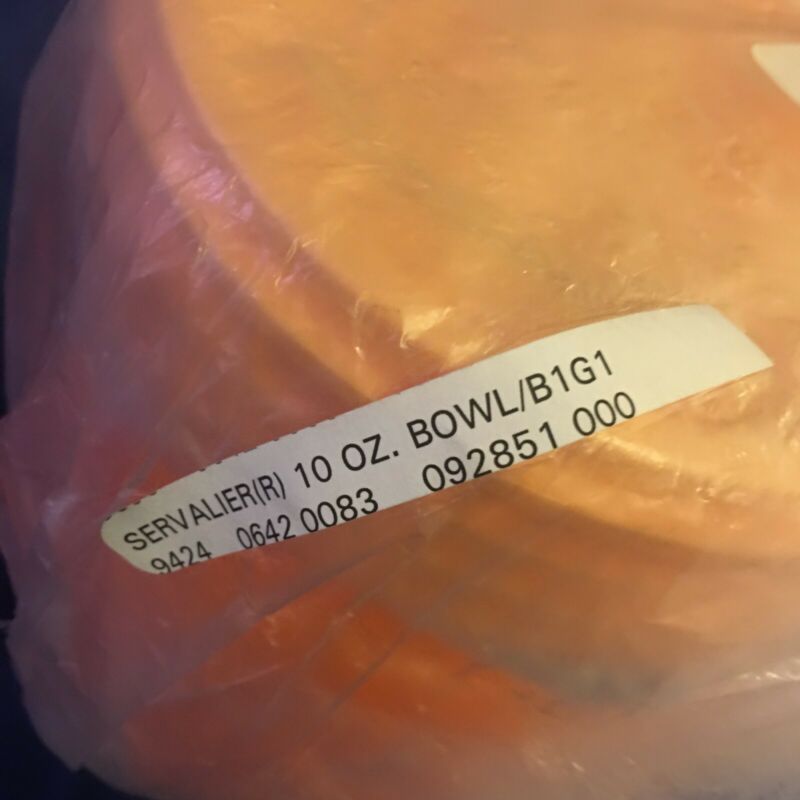 SERVALIER(R) 10 OZ. BOWL/B1G1
9424 0642 0083 092851 000